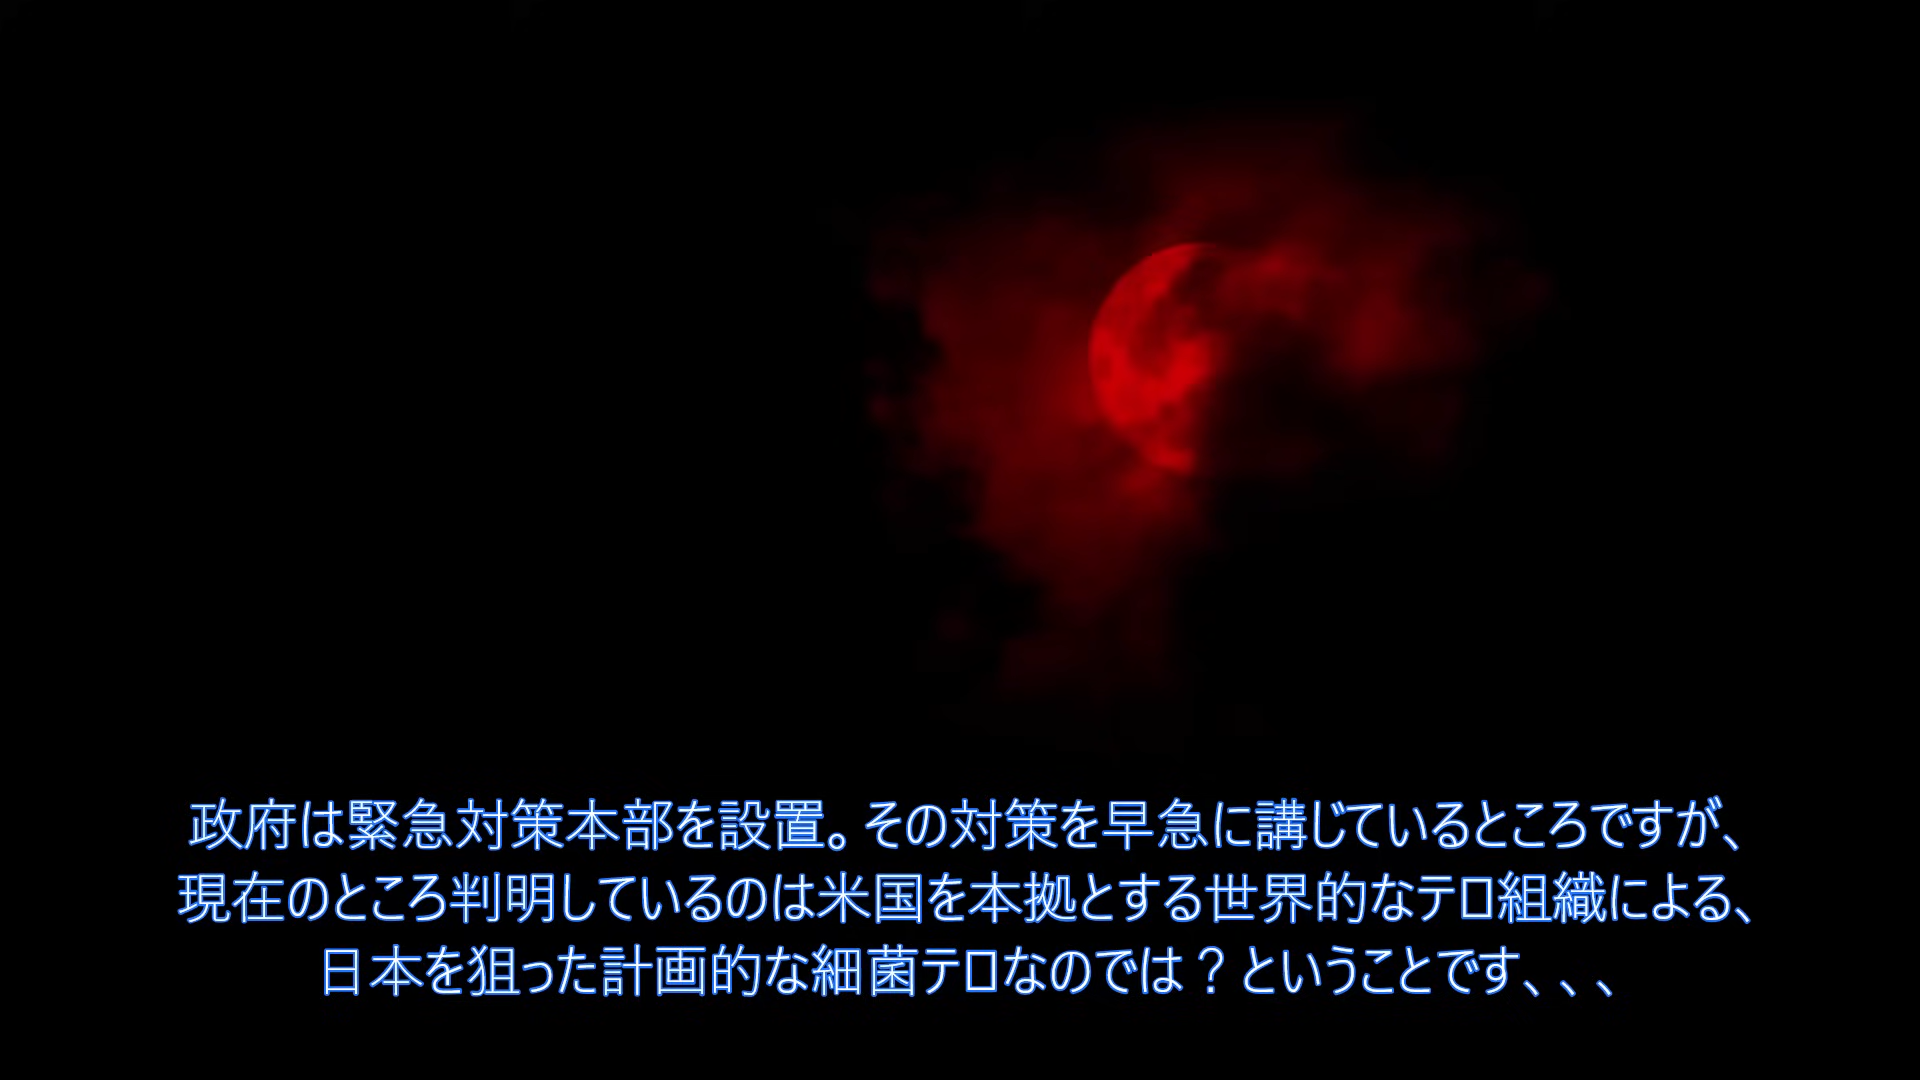 政府は緊急対策本部を設置。その対策を早急に講じているところですが、
現在のところ判明しているのは米国を本拠とする世界的なテロ組織による、
日本を狙った計画的な細菌テロなのでは？ということです、、、